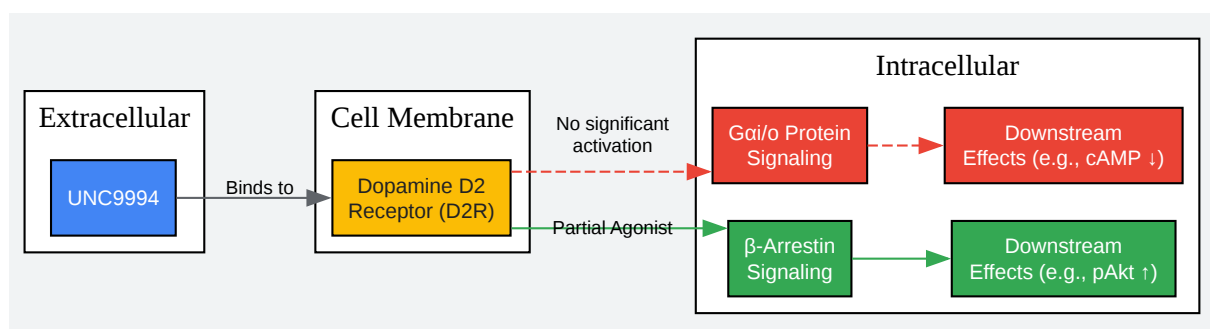 Extracellular
UNC9994
Binds to
Cell Membrane
Dopamine D2
Receptor (D2R)
No significant
activation
Partial Agonist
Intracellular
Gαi/o Protein
Signaling
Downstream
Effects (e.g., cAMP ↓)
β-Arrestin
Signaling
Downstream
Effects (e.g., pAkt ↑)